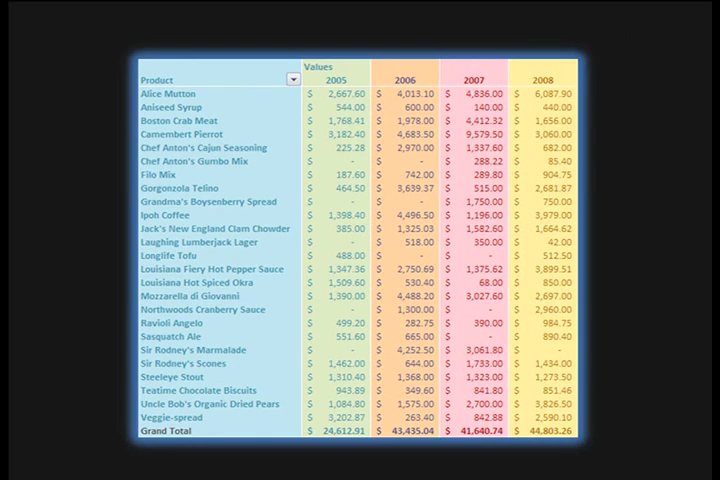 Values
Product 2005 2006 2007 2008
Alice Mutton $ 2,667.60 $ 4,013.10 $ 4,836.00 $ 6,087.90
Aniseed Syrup $ 544.00 $ 600.00 $ 140.00 $ 440.00
Boston Crab Meat $ 1,768.41 $ 1,978.00 $ 4,412.32 $ 1,656.00
Camembert Pierrot $ 3,182.40 $ 4,683.50 $ 9,579.50 $ 3,060.00
Chef Anton's Cajun Seasoning $ 225.28 $ 2,970.00 $ 1,337.60 $ 682.00
Chef Anton's Gumbo Mix $ - $ - $ 288.22 $ 85.40
Filo Mix $ 187.60 $ 742.00 $ 289.80 $ 904.75
Gorgonzola Telino $ 464.50 $ 3,639.37 $ 515.00 $ 2,681.87
Grandma's Boysenberry Spread $ - $ - $ 1,750.00 $ 750.00
Ipoh Coffee $ 1,398.40 $ 4,496.50 $ 1,196.00 $ 3,979.00
Jack's New England Clam Chowder $ 385.00 $ 1,325.03 $ 1,582.60 $ 1,664.62
Laughing Lumberjack Lager $ - $ 518.00 $ 350.00 $ 42.00
Longlife Tofu $ 488.00 $ - $ - $ 512.50
Louisiana Fiery Hot Pepper Sauce $ 1,347.36 $ 2,750.69 $ 1,375.62 $ 3,899.51
Louisiana Hot Spiced Okra $ 1,509.60 $ 530.40 $ 68.00 $ 850.00
Mozzarella di Giovanni $ 1,390.00 $ 4,488.20 $ 3,027.60 $ 2,697.00
Northwoods Cranberry Sauce $ - $ 1,300.00 $ - $ 2,960.00
Ravioli Angelo $ 499.20 $ 282.75 $ 390.00 $ 984.75
Sasquatch Ale $ 551.60 $ 665.00 $ - $ 890.40
Sir Rodney's Marmalade $ - $ 4,252.50 $ 3,061.80 $ -
Sir Rodney's Scones $ 1,462.00 $ 644.00 $ 1,733.00 $ 1,434.00
Steeleye Stout $ 1,310.40 $ 1,368.00 $ 1,323.00 $ 1,273.50
Teatime Chocolate Biscuits $ 943.89 $ 349.60 $ 841.80 $ 851.46
Uncle Bob's Organic Dried Pears $ 1,084.80 $ 1,575.00 $ 2,700.00 $ 3,826.50
Veggie-spread $ 3,202.87 $ 263.40 $ 842.88 $ 2,590.10
Grand Total $ 24,612.91 $ 43,435.04 $ 41,640.74 $ 44,803.26